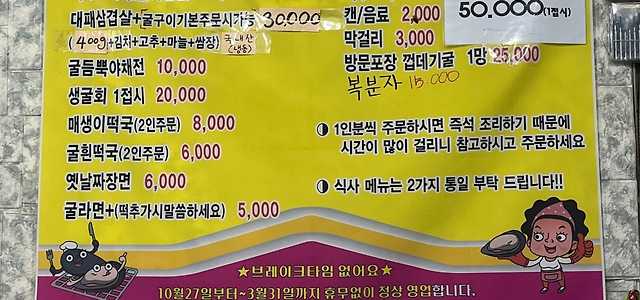 대패삼겹살+굴구이기본주문시가능 30,000
(400g+김치+고추+마늘+쌈장) 국내산 (냉동)
굴듬뿍야채전 10,000
생굴회 1접시 20,000
매생이떡국(2인주문) 8,000
굴흰떡국(2인주문) 6,000
옛날짜장면 6,000
굴라면+(떡추가시말씀하세요) 5,000
50.000(1접시)
캔/음료 2,000
막걸리 3,000
방문포장 껍데기굴 1망 25,000
복분자 15.000
◑ 1인분씩 주문하시면 즉석 조리하기 때문에
시간이 많이 걸리니 참고하시고 주문하세요
◑ 식사 메뉴는 2가지 통일 부탁 드립니다!!
★브레이크타임 없어요★
10월27일부터~3월31일까지 휴무없이 정상 영업합니다.